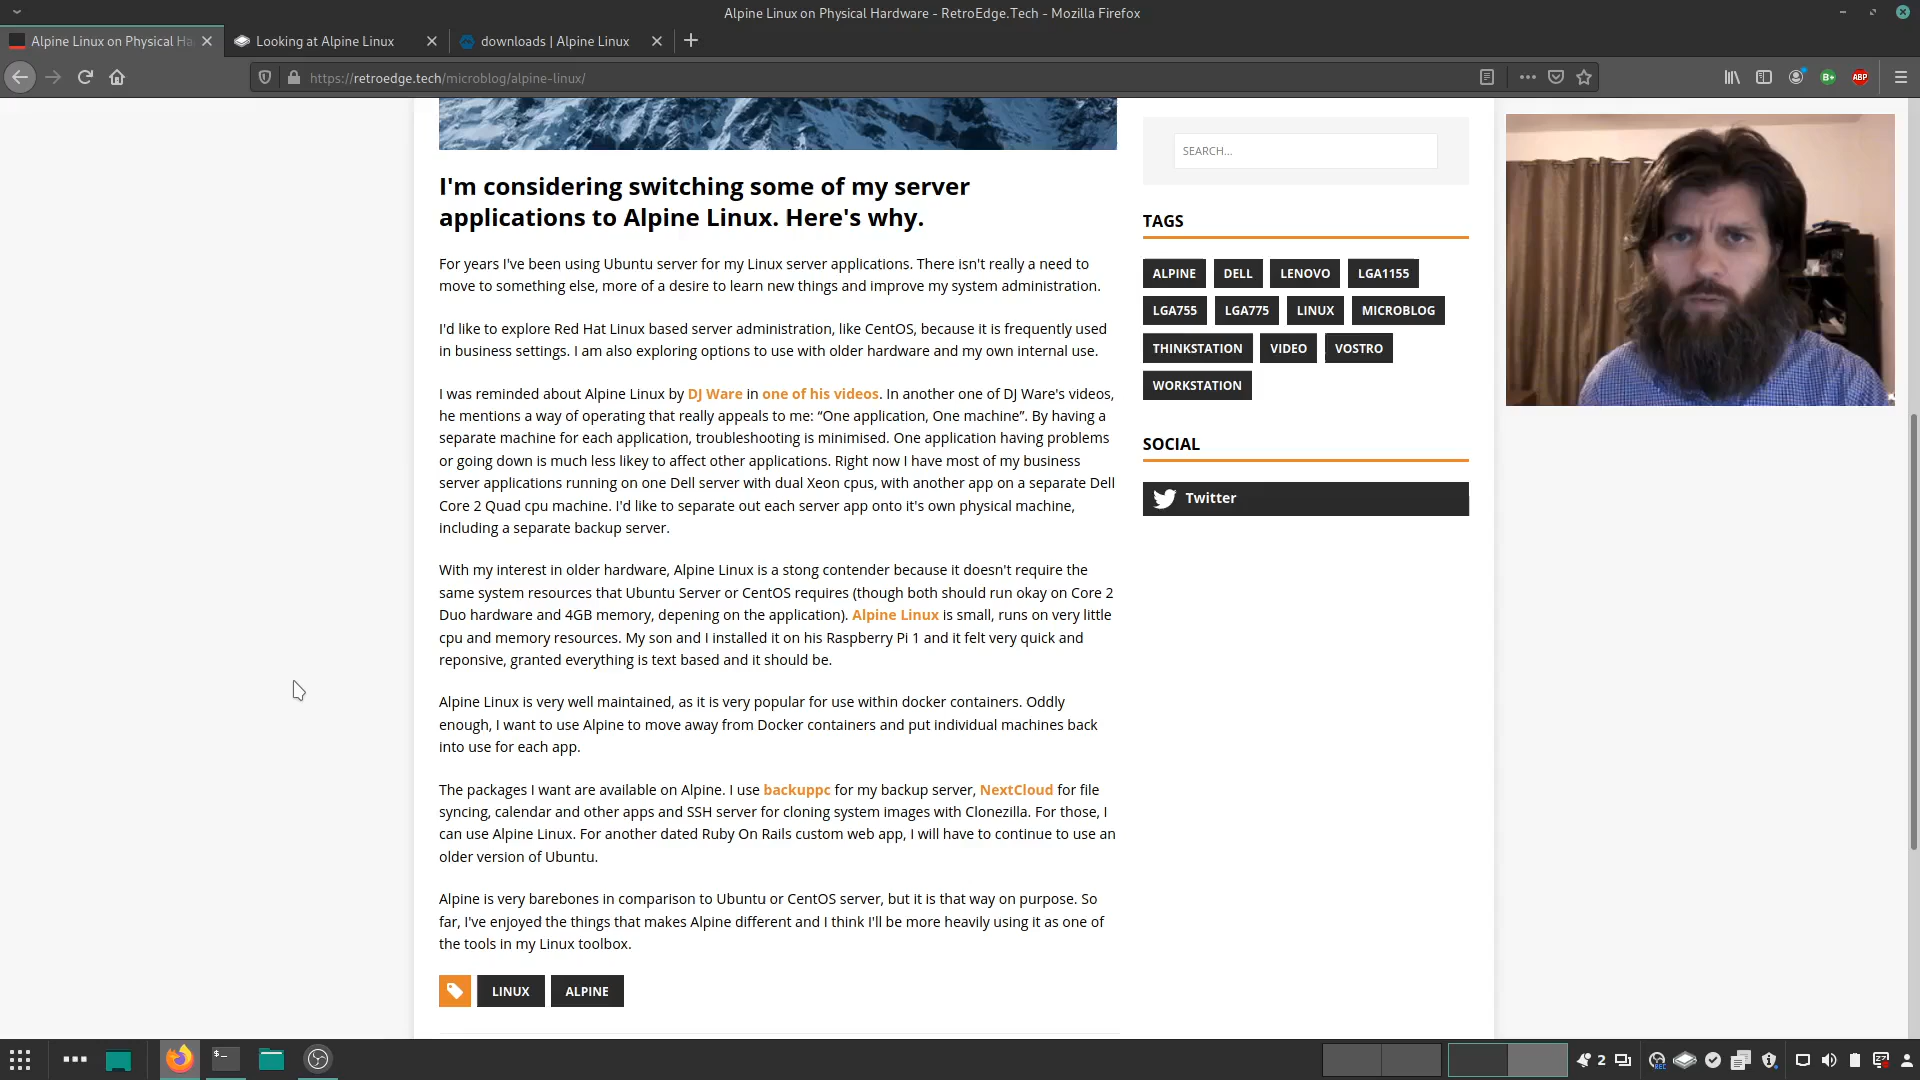 Alpine Linux on Physical Hardware - RetroEdge.Tech - Mozilla Firefox
Alpine Linux on Physical Ha
Looking at Alpine Linux
downloads | Alpine Linux
https://retroedge.tech/microblog/alpine-linux/
B+
ABP
I'm considering switching some of my server
applications to Alpine Linux. Here's why.
For years I've been using Ubuntu server for my Linux server applications. There isn't really a need to
move to something else, more of a desire to learn new things and improve my system administration.
I'd like to explore Red Hat Linux based server administration, like CentOS, because it is frequently used
in business settings. I am also exploring options to use with older hardware and my own internal use.
I was reminded about Alpine Linux by DJ Ware in one of his videos. In another one of DJ Ware's videos,
he mentions a way of operating that really appeals to me: “One application, One machine”. By having a
separate machine for each application, troubleshooting is minimised. One application having problems
or going down is much less likey to affect other applications. Right now I have most of my business
server applications running on one Dell server with dual Xeon cpus, with another app on a separate Dell
Core 2 Quad cpu machine. I'd like to separate out each server app onto it's own physical machine,
including a separate backup server.
With my interest in older hardware, Alpine Linux is a stong contender because it doesn't require the
same system resources that Ubuntu Server or CentOS requires (though both should run okay on Core 2
Duo hardware and 4GB memory, depening on the application). Alpine Linux is small, runs on very little
cpu and memory resources. My son and I installed it on his Raspberry Pi 1 and it felt very quick and
reponsive, granted everything is text based and it should be.
Alpine Linux is very well maintained, as it is very popular for use within docker containers. Oddly
enough, I want to use Alpine to move away from Docker containers and put individual machines back
into use for each app.
The packages I want are available on Alpine. I use backuppc for my backup server, NextCloud for file
syncing, calendar and other apps and SSH server for cloning system images with Clonezilla. For those, I
can use Alpine Linux. For another dated Ruby On Rails custom web app, I will have to continue to use an
older version of Ubuntu.
Alpine is very barebones in comparison to Ubuntu or CentOS server, but it is that way on purpose. So
far, I've enjoyed the things that makes Alpine different and I think I'll be more heavily using it as one of
the tools in my Linux toolbox.
LINUX ALPINE
SEARCH...
TAGS
ALPINE DELL LENOVO LGA1155
LGA755 LGA775 LINUX MICROBLOG
THINKSTATION VIDEO VOSTRO
WORKSTATION
SOCIAL
Twitter
2
REC